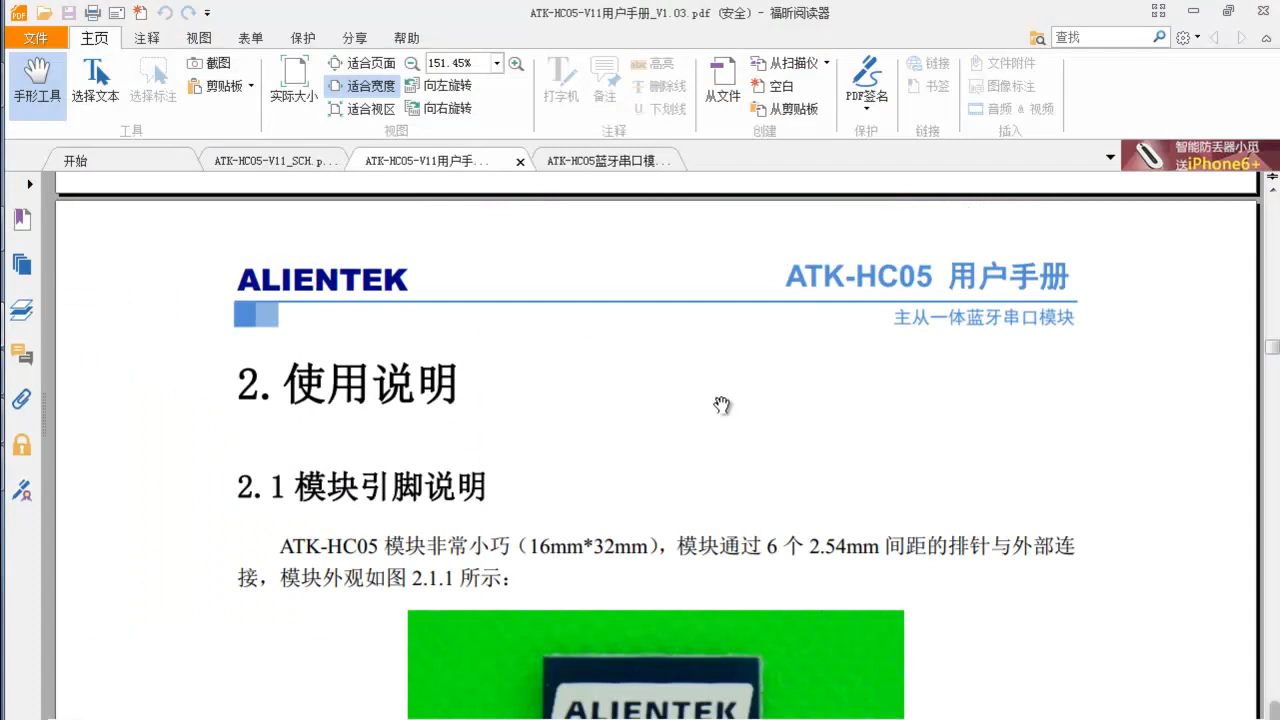 ATK-HC05-V11用户手册_V1.03.pdf (安全) - 福昕阅读器
文件 主页 注释 视图 表单 保护 分享 帮助 查找
手形工具 选择文本 选择标注 截图 剪贴板
工具
实际大小 适合页面 适合宽度 适合视区 151.45% 向左旋转 向右旋转
视图
打字机 备注 高亮 删除线 下划线
注释
从文件 从扫描仪 空白 从剪贴板
创建
PDF签名
保护
链接 书签
链接
文件附件 图像标注 音频 & 视频
插入
开始 ATK-HC05-V11_SCH.p... ATK-HC05-V11用户手... ATK-HC05蓝牙串口模...
智能防丢器小巩
送iPhone6+
ALIENTEK ATK-HC05 用户手册
主从一体蓝牙串口模块
2. 使用说明
2. 1 模块引脚说明
ATK-HC05 模块非常小巧（16mm*32mm），模块通过 6 个 2.54mm 间距的排针与外部连
接，模块外观如图 2.1.1 所示：
ALIENTEK